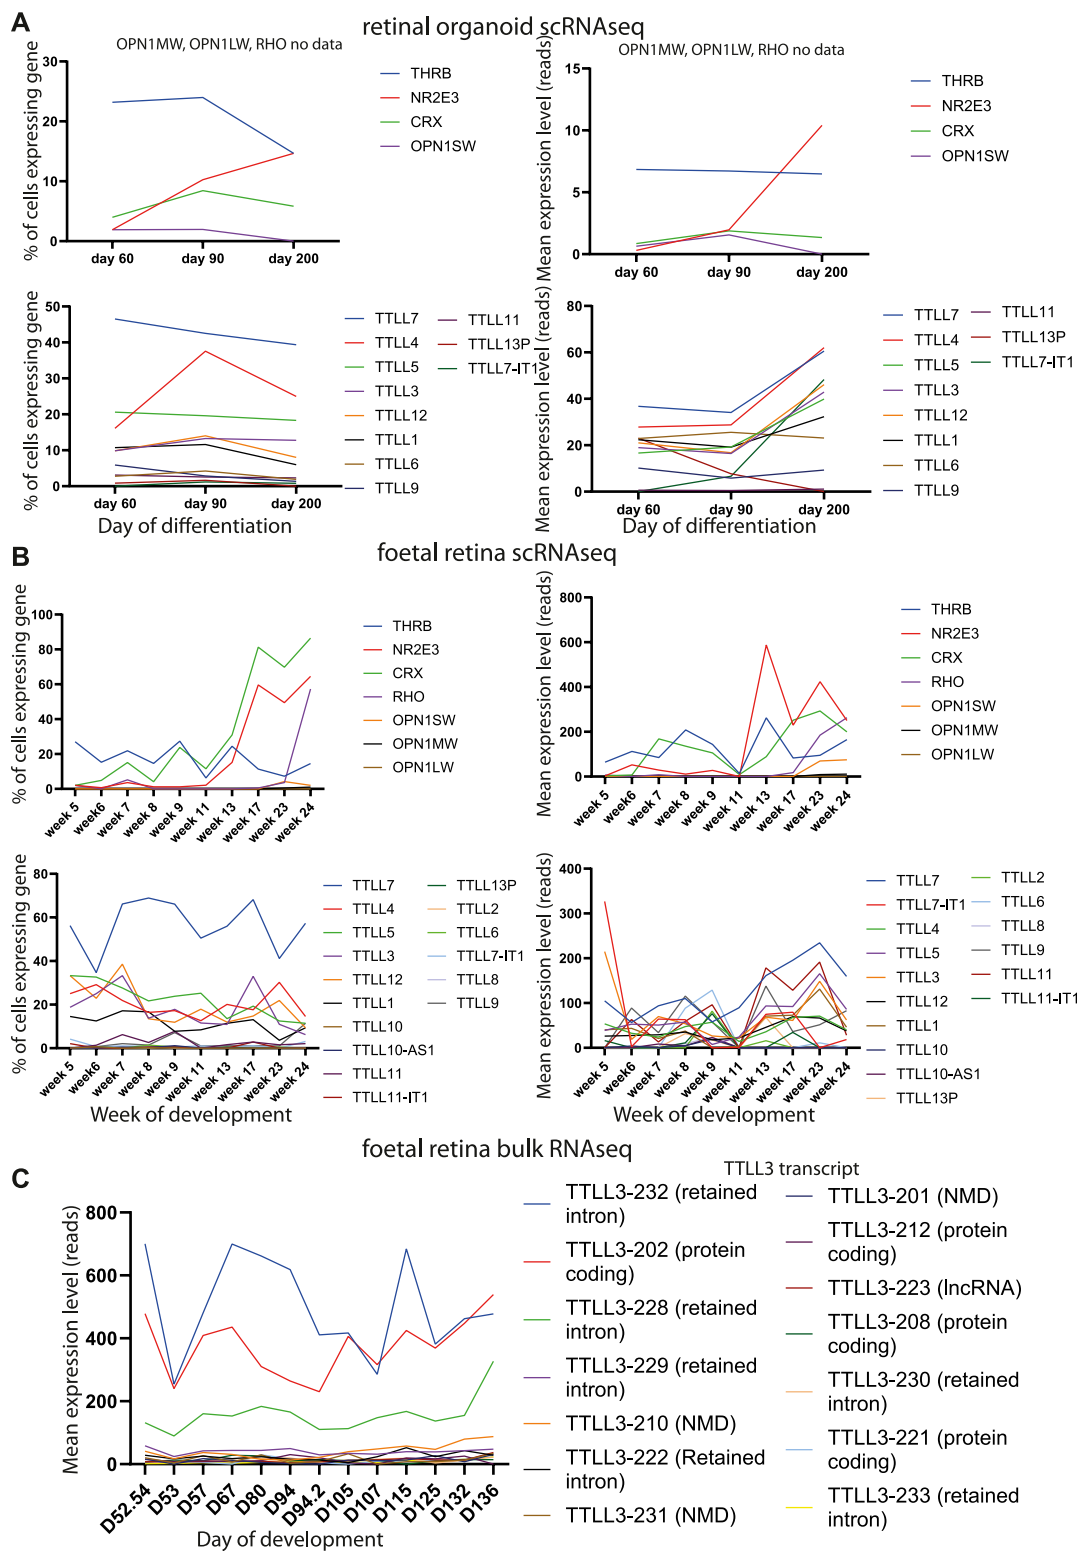 A
retinal organoid scRNAseq
OPN1MW, OPN1LW, RHO no data
% of cells expressing gene
30
20
10
0
day 60
day 90
day 200
THRB
NR2E3
CRX
OPN1SW
OPN1MW, OPN1LW, RHO no data
Mean expression level (reads)
15
10
5
0
day 60
day 90
day 200
THRB
NR2E3
CRX
OPN1SW
% of cells expressing gene
50
40
30
20
10
0
day 60
day 90
day 200
Day of differentiation
TTLL7
TTLL4
TTLL5
TTLL3
TTLL12
TTLL1
TTLL6
TTLL9
TTLL11
TTLL13P
TTLL7-IT1
Mean expression level (reads)
80
60
40
20
0
day 60
day 90
day 200
Day of differentiation
TTLL7
TTLL4
TTLL5
TTLL3
TTLL12
TTLL1
TTLL6
TTLL9
TTLL11
TTLL13P
TTLL7-IT1
B
foetal retina scRNAseq
% of cells expressing gene
100
80
60
40
20
0
week 5
week6
week 7
week 8
week 9
week 11
week 13
week 17
week 23
week 24
THRB
NR2E3
CRX
RHO
OPN1SW
OPN1MW
OPN1LW
Mean expression level (reads)
800
600
400
200
0
week 5
week6
week 7
week 8
week 9
week 11
week 13
week 17
week 23
week 24
THRB
NR2E3
CRX
RHO
OPN1SW
OPN1MW
OPN1LW
% of cells expressing gene
80
60
40
20
0
week 5
week6
week 7
week 8
week 9
week 11
week 13
week 17
week 23
week 24
Week of development
TTLL7
TTLL4
TTLL5
TTLL3
TTLL12
TTLL1
TTLL10
TTLL10-AS1
TTLL11
TTLL11-IT1
TTLL13P
TTLL2
TTLL6
TTLL7-IT1
TTLL8
TTLL9
Mean expression level (reads)
400
300
200
100
0
week 5
week6
week 7
week 8
week 9
week 11
week 13
week 17
week 23
week 24
Week of development
TTLL7
TTLL7-IT1
TTLL4
TTLL5
TTLL3
TTLL12
TTLL1
TTLL10
TTLL10-AS1
TTLL13P
TTLL2
TTLL6
TTLL8
TTLL9
TTLL11
TTLL11-IT1
foetal retina bulk RNAseq
C
Mean expression level (reads)
800
600
400
200
0
D52.54
D53
D57
D67
D80
D94
D94.2
D105
D107
D115
D125
D132
D136
Day of development
TTLL3 transcript
TTLL3-232 (retained
intron)
TTLL3-202 (protein
coding)
TTLL3-228 (retained
intron)
TTLL3-229 (retained
intron)
TTLL3-210 (NMD)
TTLL3-222 (Retained
intron)
TTLL3-231 (NMD)
TTLL3-201 (NMD)
TTLL3-212 (protein
coding)
TTLL3-223 (lncRNA)
TTLL3-208 (protein
coding)
TTLL3-230 (retained
intron)
TTLL3-221 (protein
coding)
TTLL3-233 (retained
intron)